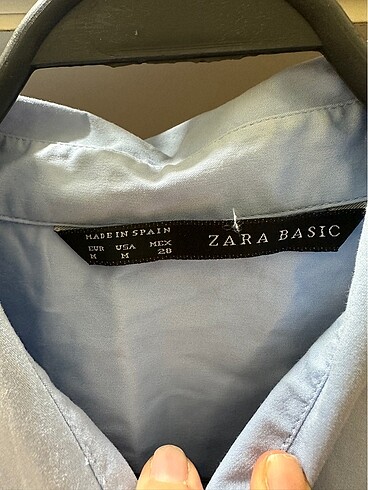 MADE IN SPAIN
EUR USA MEX
M M 28
ZARA BASIC